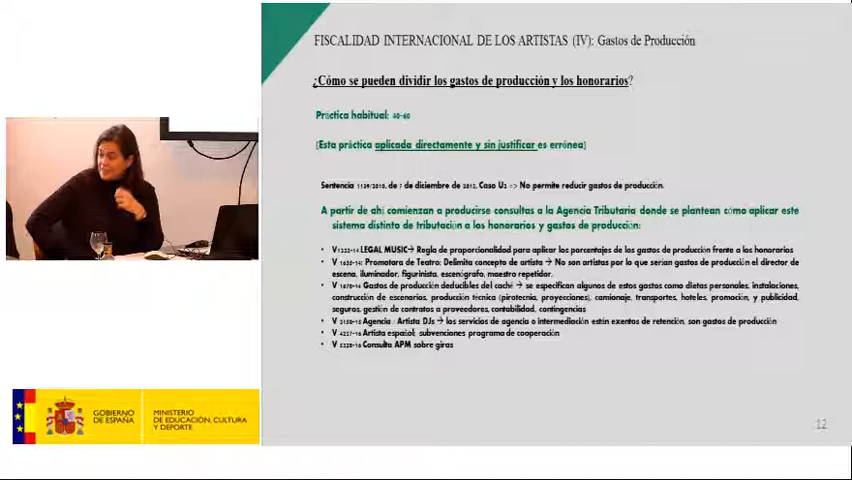 FISCALIDAD INTERNACIONAL DE LOS ARTISTAS (IV): Gastos de Producción
¿Cómo se pueden dividir los gastos de producción y los honorarios?
Práctica habitual: 40-60
(Esta práctica aplicada directamente y sin justificar es errónea)
Sentencia 1139/2010, de 7 de diciembre de 2012. Caso U2 => No permite reducir gastos de producción.
A partir de ahí comienzan a producirse consultas a la Agencia Tributaria donde se plantean cómo aplicar este
sistema distinto de tributación a los honorarios y gastos de producción:
• LEGAL MUSIC→ Regla de proporcionalidad para aplicar los porcentajes de los gastos de producción frente a los honorarios
• Promotora de Teatro: Delimita concepto de artista → No son artistas por lo que serían gastos de producción el director de
escena, iluminador, figurinista, escenógrafo, maestro repetidor.
• Gastos de producción deducibles del caché → se especifican algunos de estos gastos como dietas personales, instalaciones,
construcción de escenarios, producción técnica (pirotecnia, proyecciones), camionaje, transportes, hoteles, promoción, y publicidad,
seguros, gestión de contratos a proveedores, contabilidad, contingencias
• Agencia / Artista DJs → los servicios de agencia o intermediación están exentos de retención, son gastos de producción
• Artista español, subvenciones programa de cooperación
• Consulta APM sobre giras
12
GOBIERNO
DE ESPAÑA
MINISTERIO
DE EDUCACIÓN, CULTURA
Y DEPORTE